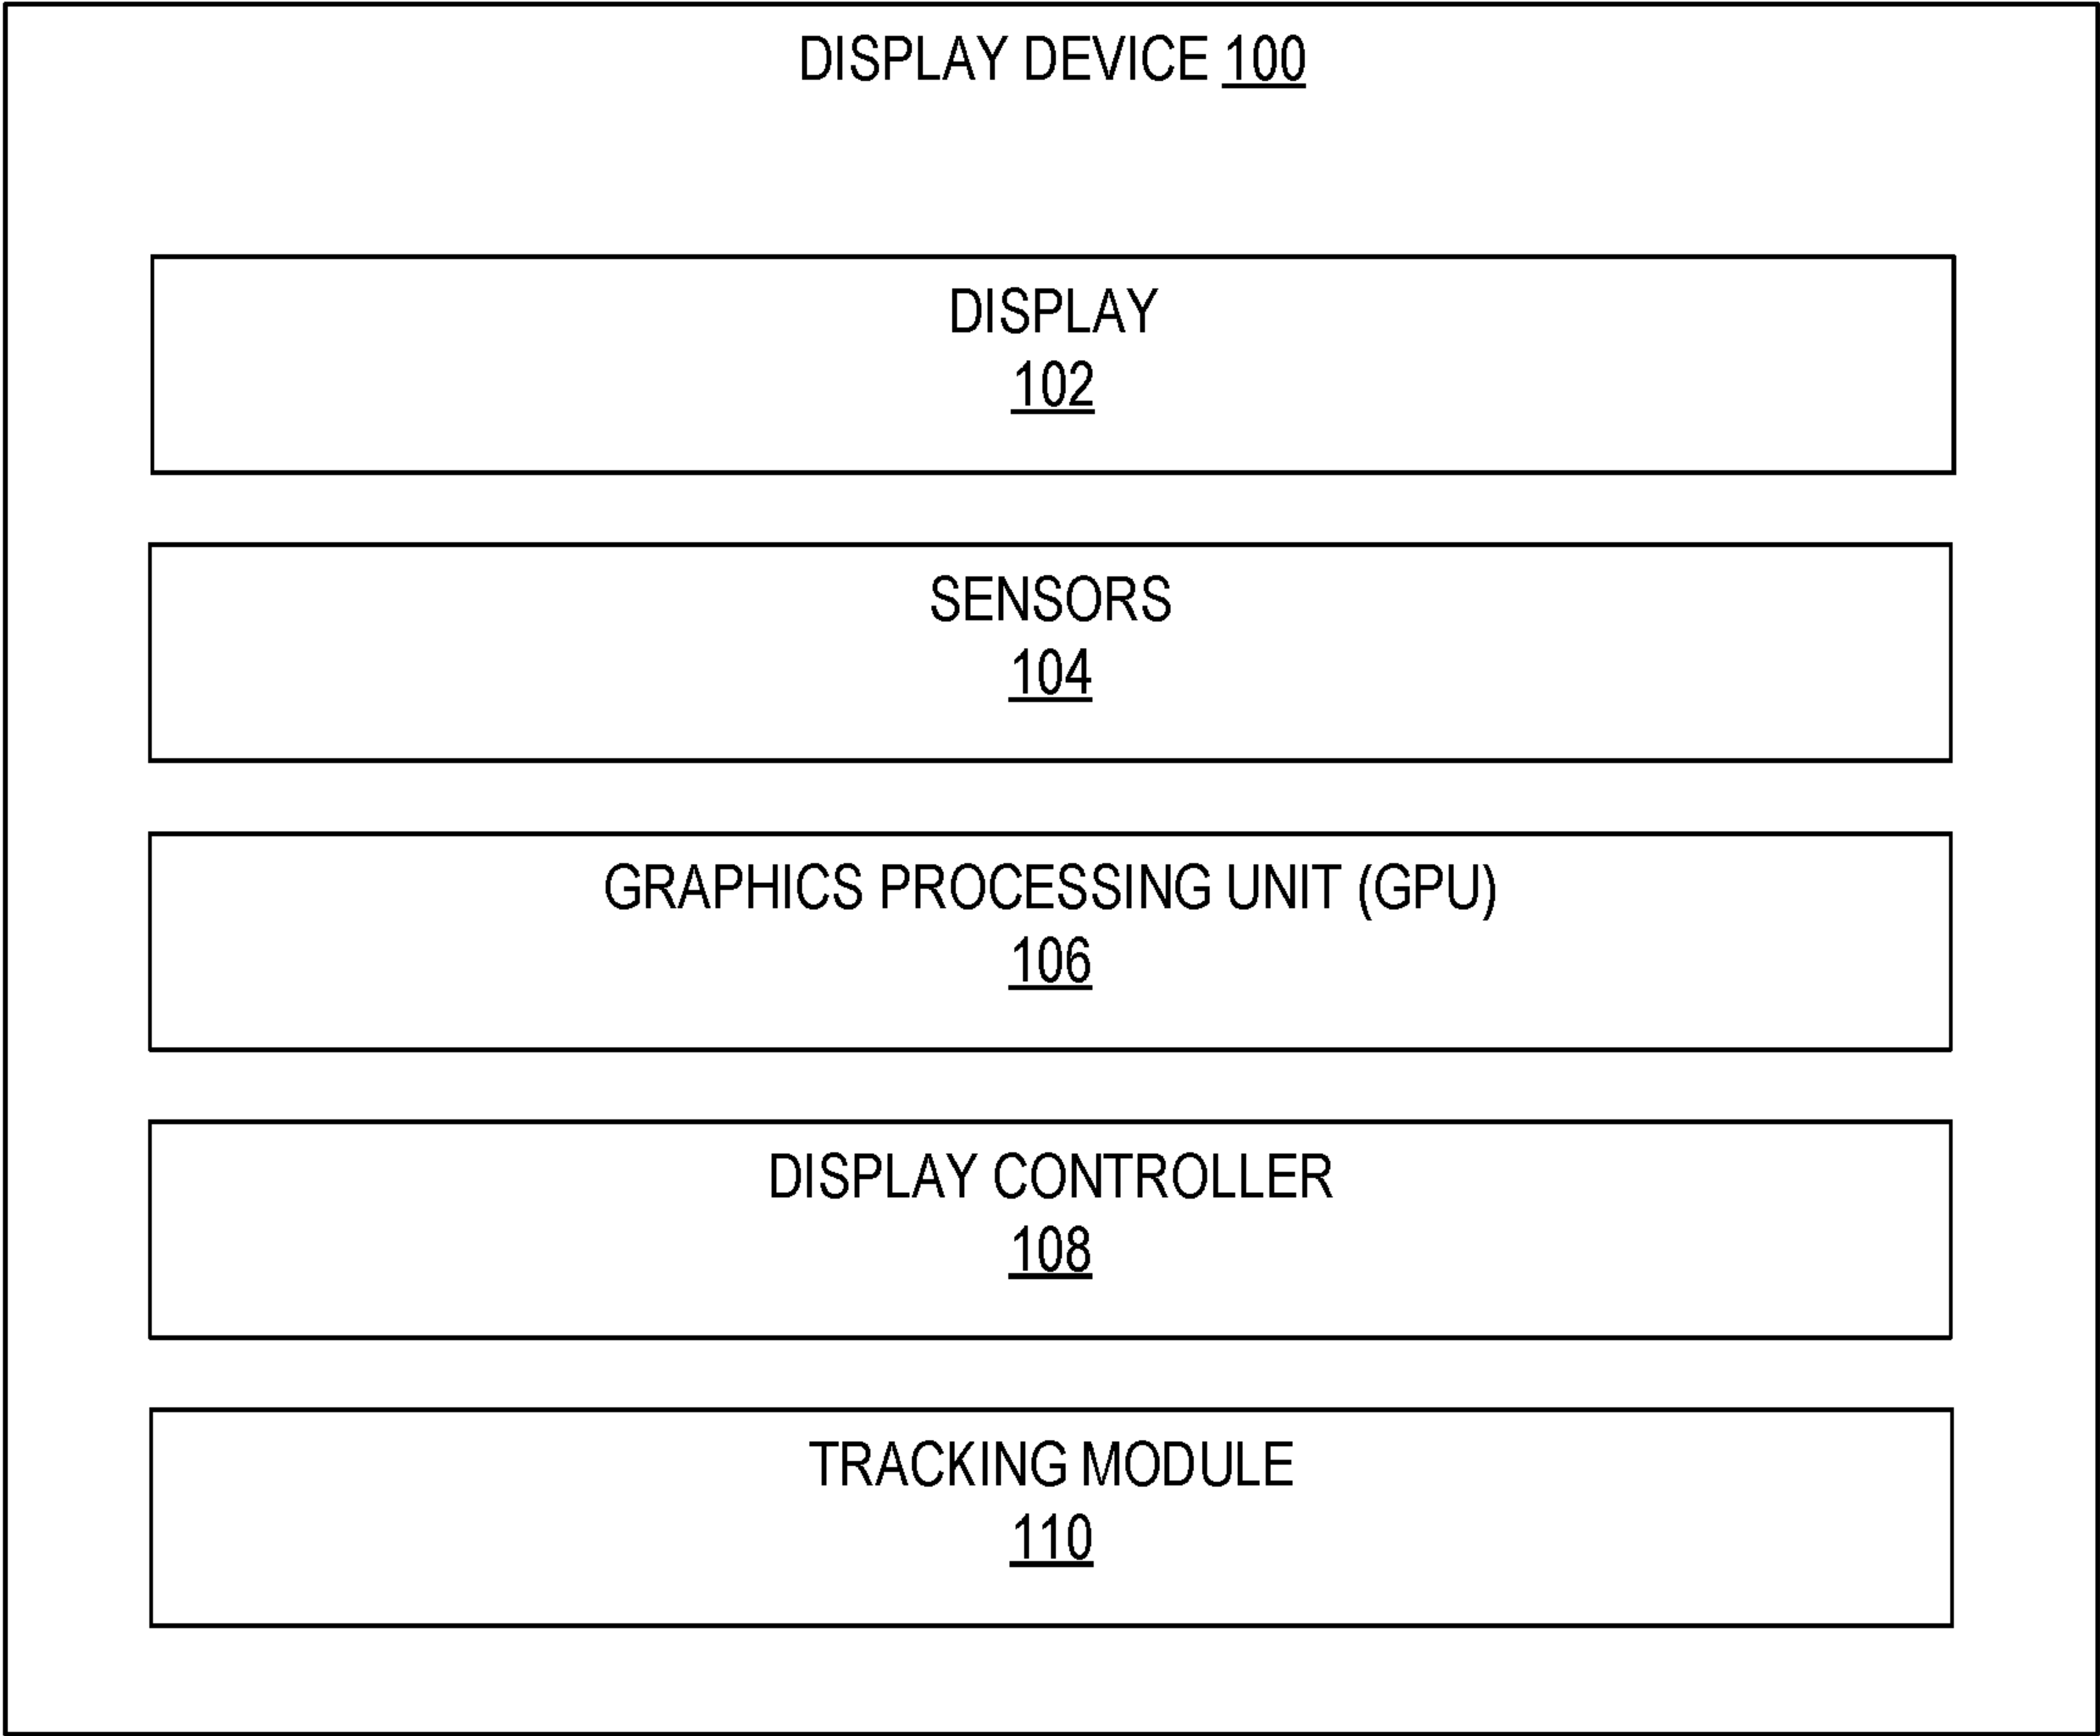 DISPLAY DEVICE 100
DISPLAY
102
SENSORS
104
GRAPHICS PROCESSING UNIT (GPU)
106
DISPLAY CONTROLLER
108
TRACKING MODULE
110